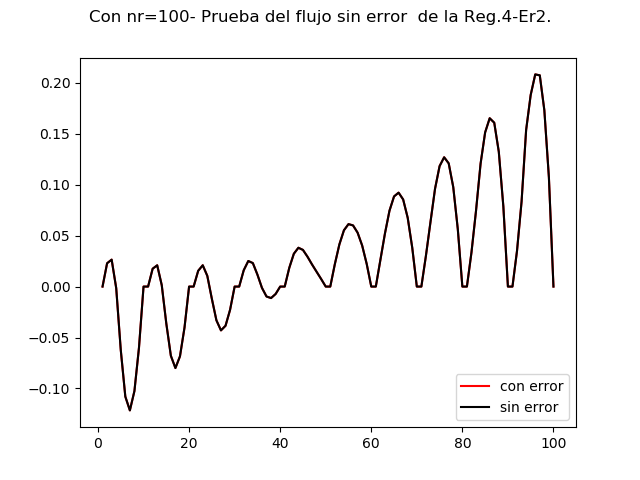 Con nr=100- Prueba del flujo sin error  de la Reg.4-Er2.
0.20
0.15
0.10
0.05
0.00
−0.05
−0.10
0 20 40 60 80 100
con error
sin error